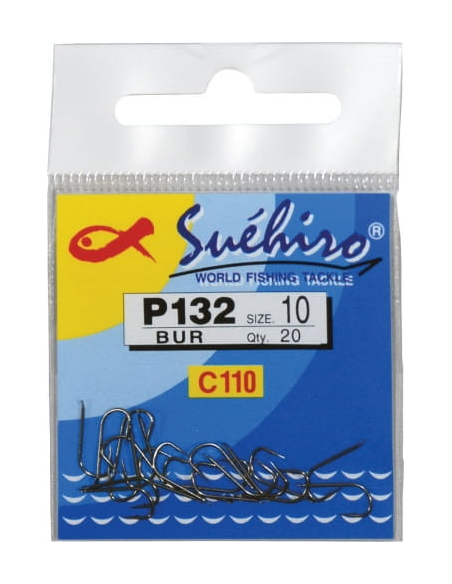 Suéhiro®
WORLD FISHING TACKLE
P132 SIZE. 10
BUR Qty. 20
C110